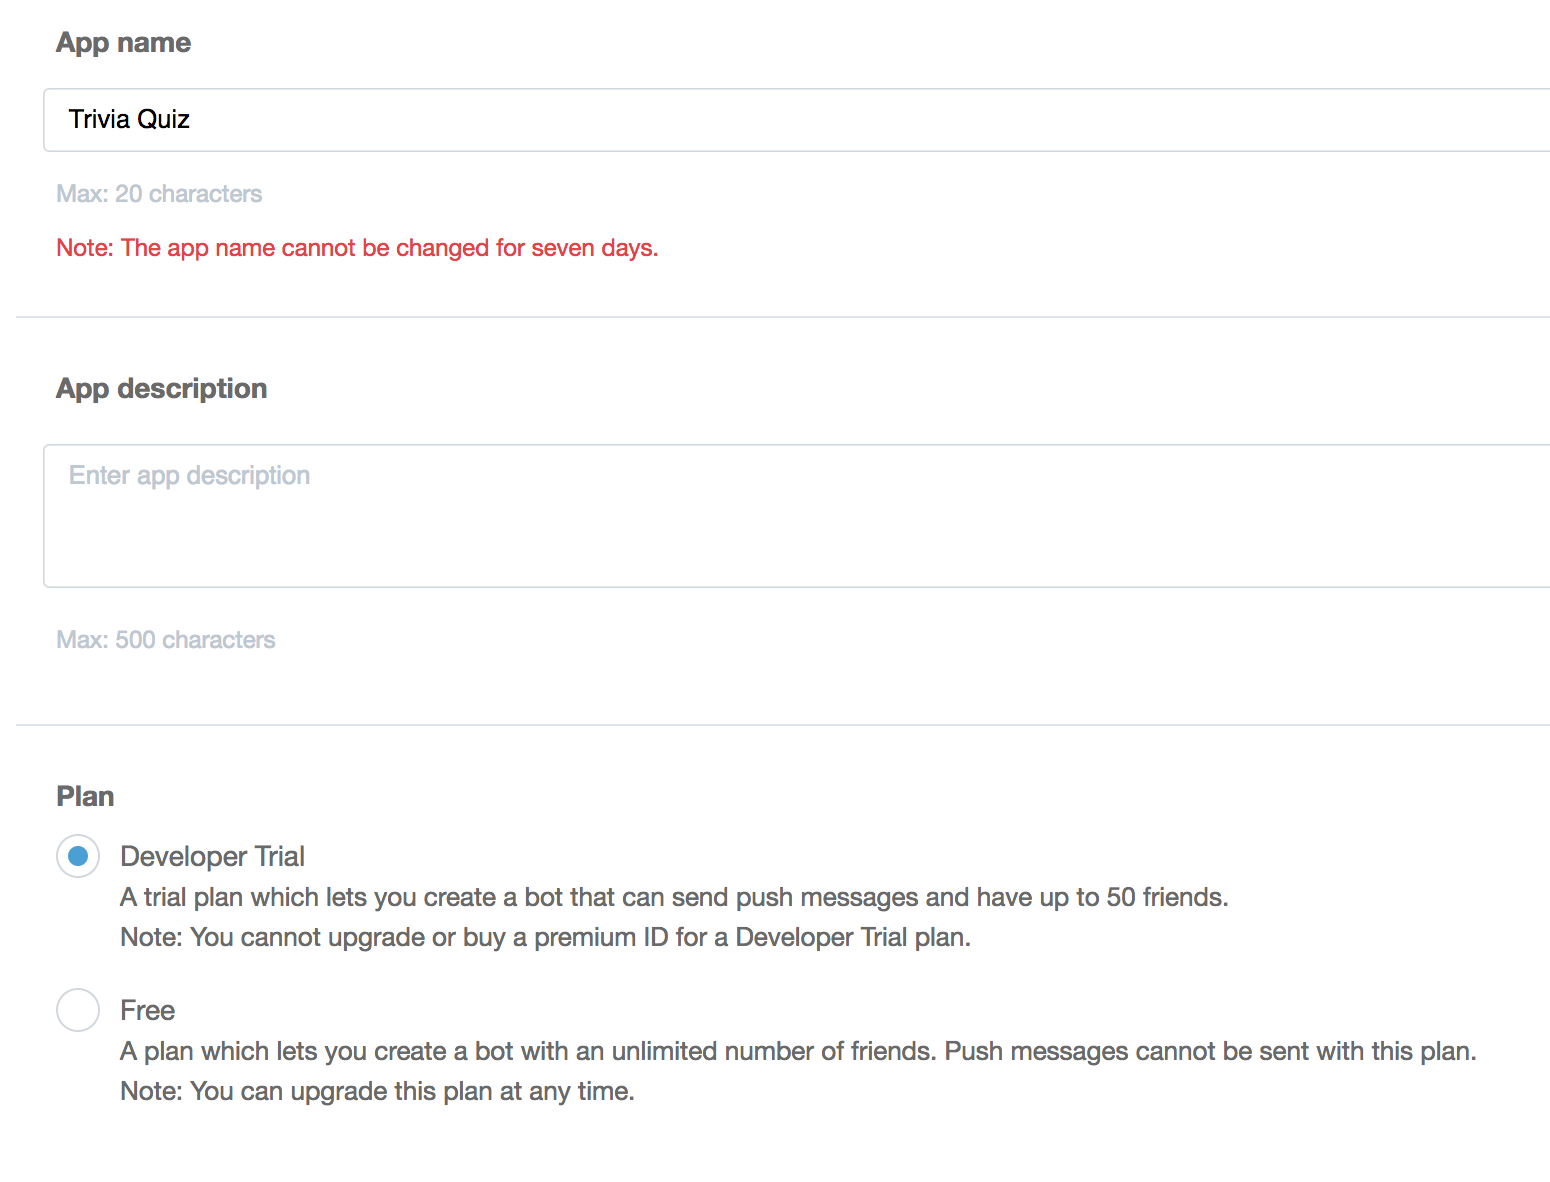 App name
Trivia Quiz
Max: 20 characters
Note: The app name cannot be changed for seven days.
App description
Enter app description
Max: 500 characters
Plan
Developer Trial
A trial plan which lets you create a bot that can send push messages and have up to 50 friends.
Note: You cannot upgrade or buy a premium ID for a Developer Trial plan.
Free
A plan which lets you create a bot with an unlimited number of friends. Push messages cannot be sent with this plan.
Note: You can upgrade this plan at any time.